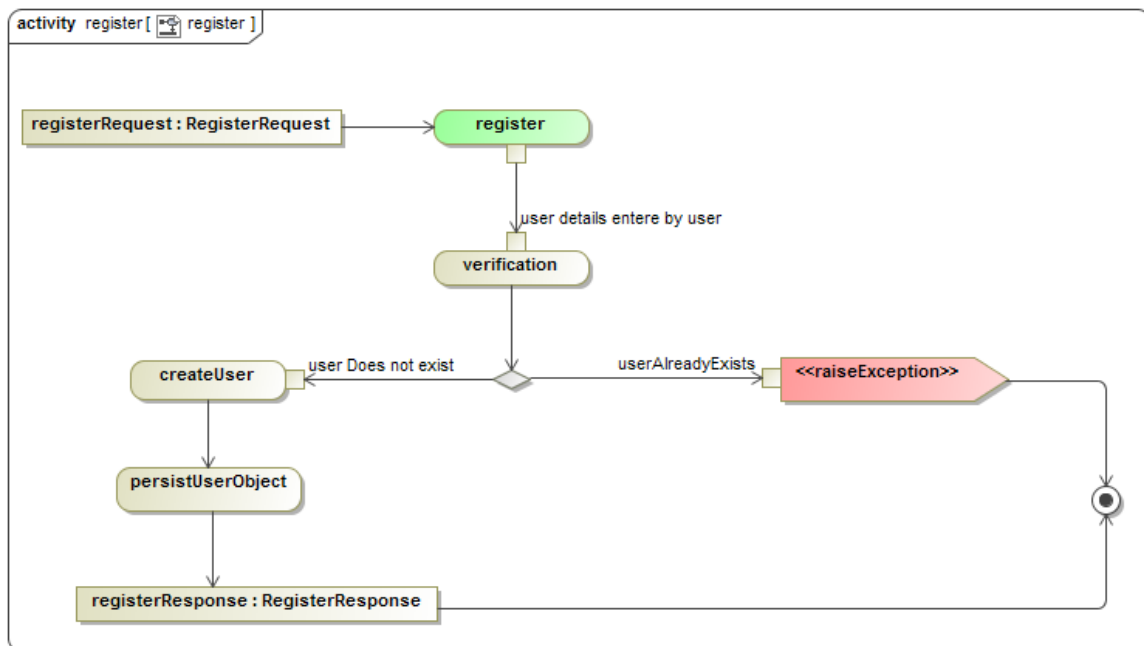 activity register [ register ]
registerRequest : RegisterRequest
register
user details entere by user
verification
user Does not exist
userAlreadyExists
createUser
<<raiseException>>
persistUserObject
registerResponse : RegisterResponse